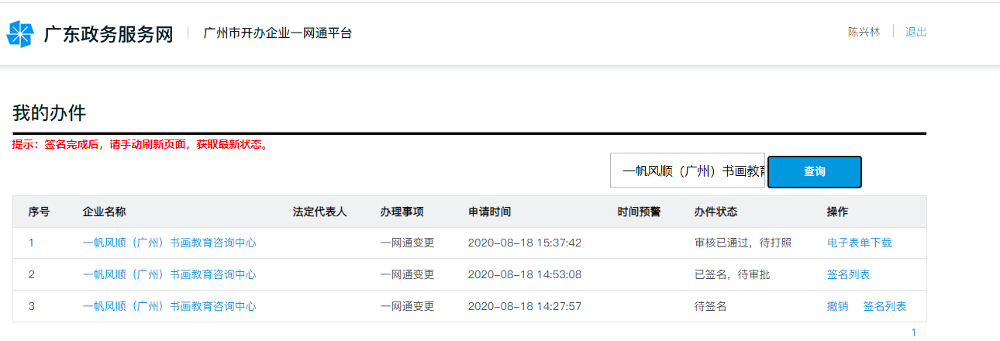 广东政务服务网 广州市开办企业一网通平台 陈兴林 退出
我的办件
提示：签名完成后，请手动刷新页面，获取最新状态。
一帆风顺（广州）书画教育 查询
序号 企业名称 法定代表人 办理事项 申请时间 时间预警 办件状态 操作
1 一帆风顺（广州）书画教育咨询中心 一网通变更 2020-08-18 15:37:42 审核已通过，待打照 电子表单下载
2 一帆风顺（广州）书画教育咨询中心 一网通变更 2020-08-18 14:53:08 已签名，待审批 签名列表
3 一帆风顺（广州）书画教育咨询中心 一网通变更 2020-08-18 14:27:57 待签名 撤销 签名列表
1